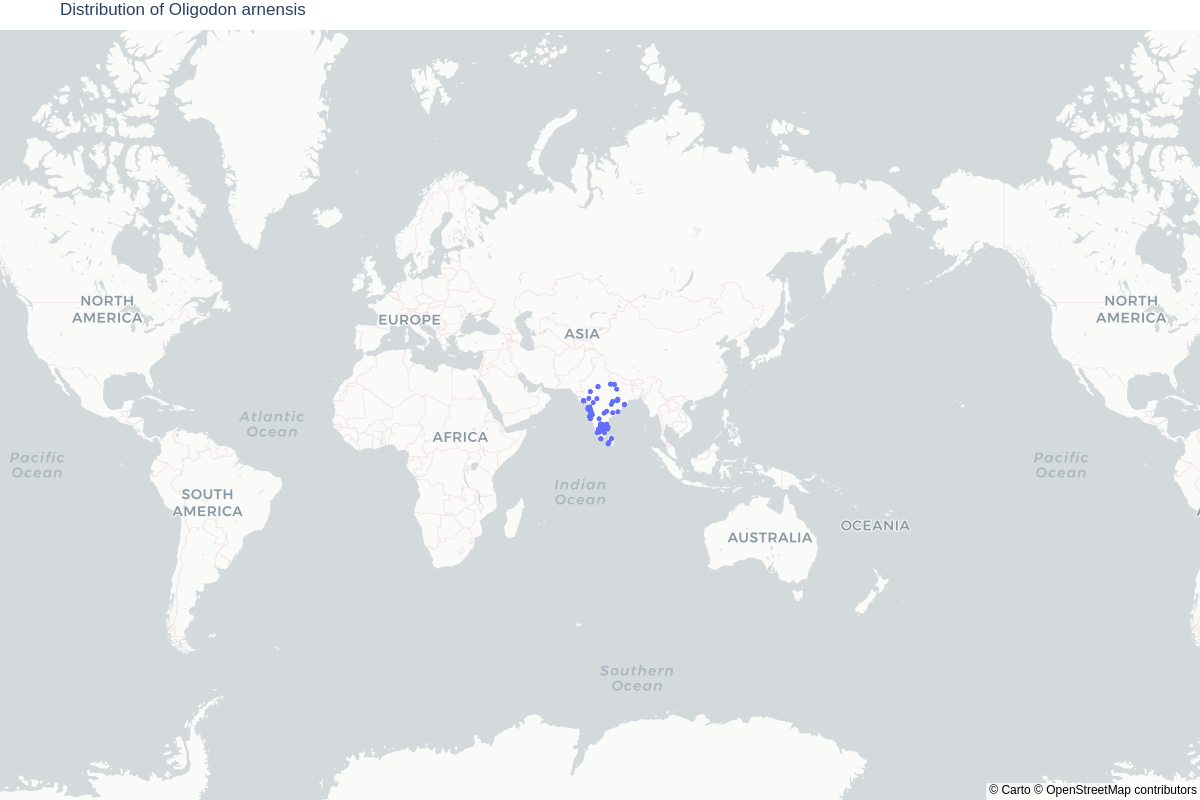 Distribution of Oligodon arnensis
NORTH
AMERICA
EUROPE
ASIA
NORTH
AMERICA
Atlantic
Ocean
AFRICA
Pacific
Ocean
Indian
Ocean
Pacific
Ocean
SOUTH
AMERICA
AUSTRALIA
OCEANIA
Southern
Ocean
© Carto © OpenStreetMap contributors